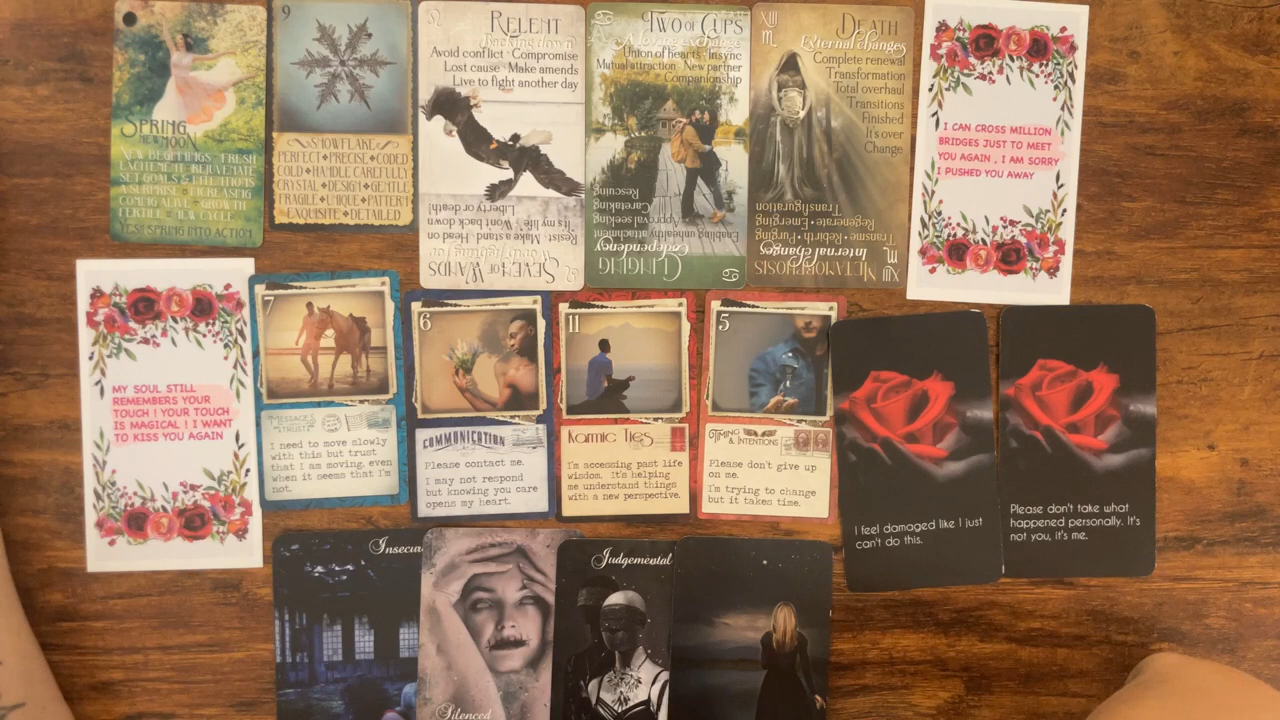 SPRING
NEW MOON
NEW BEGINNINGS • FRESH
EXCITEMENT • REJUVENATE
SET GOALS & INTENTIONS
A SURPRISE • INCREASING
COMING ALIVE • GROWTH
FERTILE • NEW CYCLE
YES! SPRING INTO ACTION
9
SNOWFLAKE
PERFECT ❖ PRECISE ❖ CODED
COLD ❖ HANDLE CAREFULLY
CRYSTAL ❖ DESIGN ❖ GENTLE
FRAGILE ❖ UNIQUE ❖ PATTERN
EXQUISITE ❖ DETAILED
♌
RELENT
Backing down
Avoid conflict • Compromise
Lost cause • Make amends
Live to fight another day
SEVEN OF WANDS
Worth fighting for
Resist • Make a stand • Head on
It's my life • Wont back down
Liberty or death!
♌
♋
TWO OF CUPS
A loving exchange
Union of hearts • Insync
Mutual attraction • New partner
Companionship
CLINGING
Codependency
Enabling unhealthy attachment
Approval seeking
Caretaking
Rescuing
♋
XIII
♏
DEATH
External changes
Complete renewal
Transformation
Total overhaul
Transitions
Finished
It's over
Change
XIII
♏
METAMORPHOSIS
Internal changes
Transme • Rebirth • Purging
Regenerate • Emerging
Transfiguration
I CAN CROSS MILLION
BRIDGES JUST TO MEET
YOU AGAIN , I AM SORRY
I PUSHED YOU AWAY
MY SOUL STILL
REMEMBERS YOUR
TOUCH ! YOUR TOUCH
IS MAGICAL ! I WANT
TO KISS YOU AGAIN
7
MESSAGES
TRUST
I need to move slowly
with this but trust
that I am moving, even
when it seems that I'm
not.
6
COMMUNICATION
Please contact me.
I may not respond
but knowing you care
opens my heart.
11
Karmic Ties
I'm accessing past life
wisdom. It's helping
me understand things
with a new perspective.
5
TIMING
& INTENTIONS
Please don't give up
on me.
I'm trying to change
but it takes time.
I feel damaged like I just
can't do this.
Please don't take what
happened personally. It's
not you, it's me.
Silenced
Judgemental